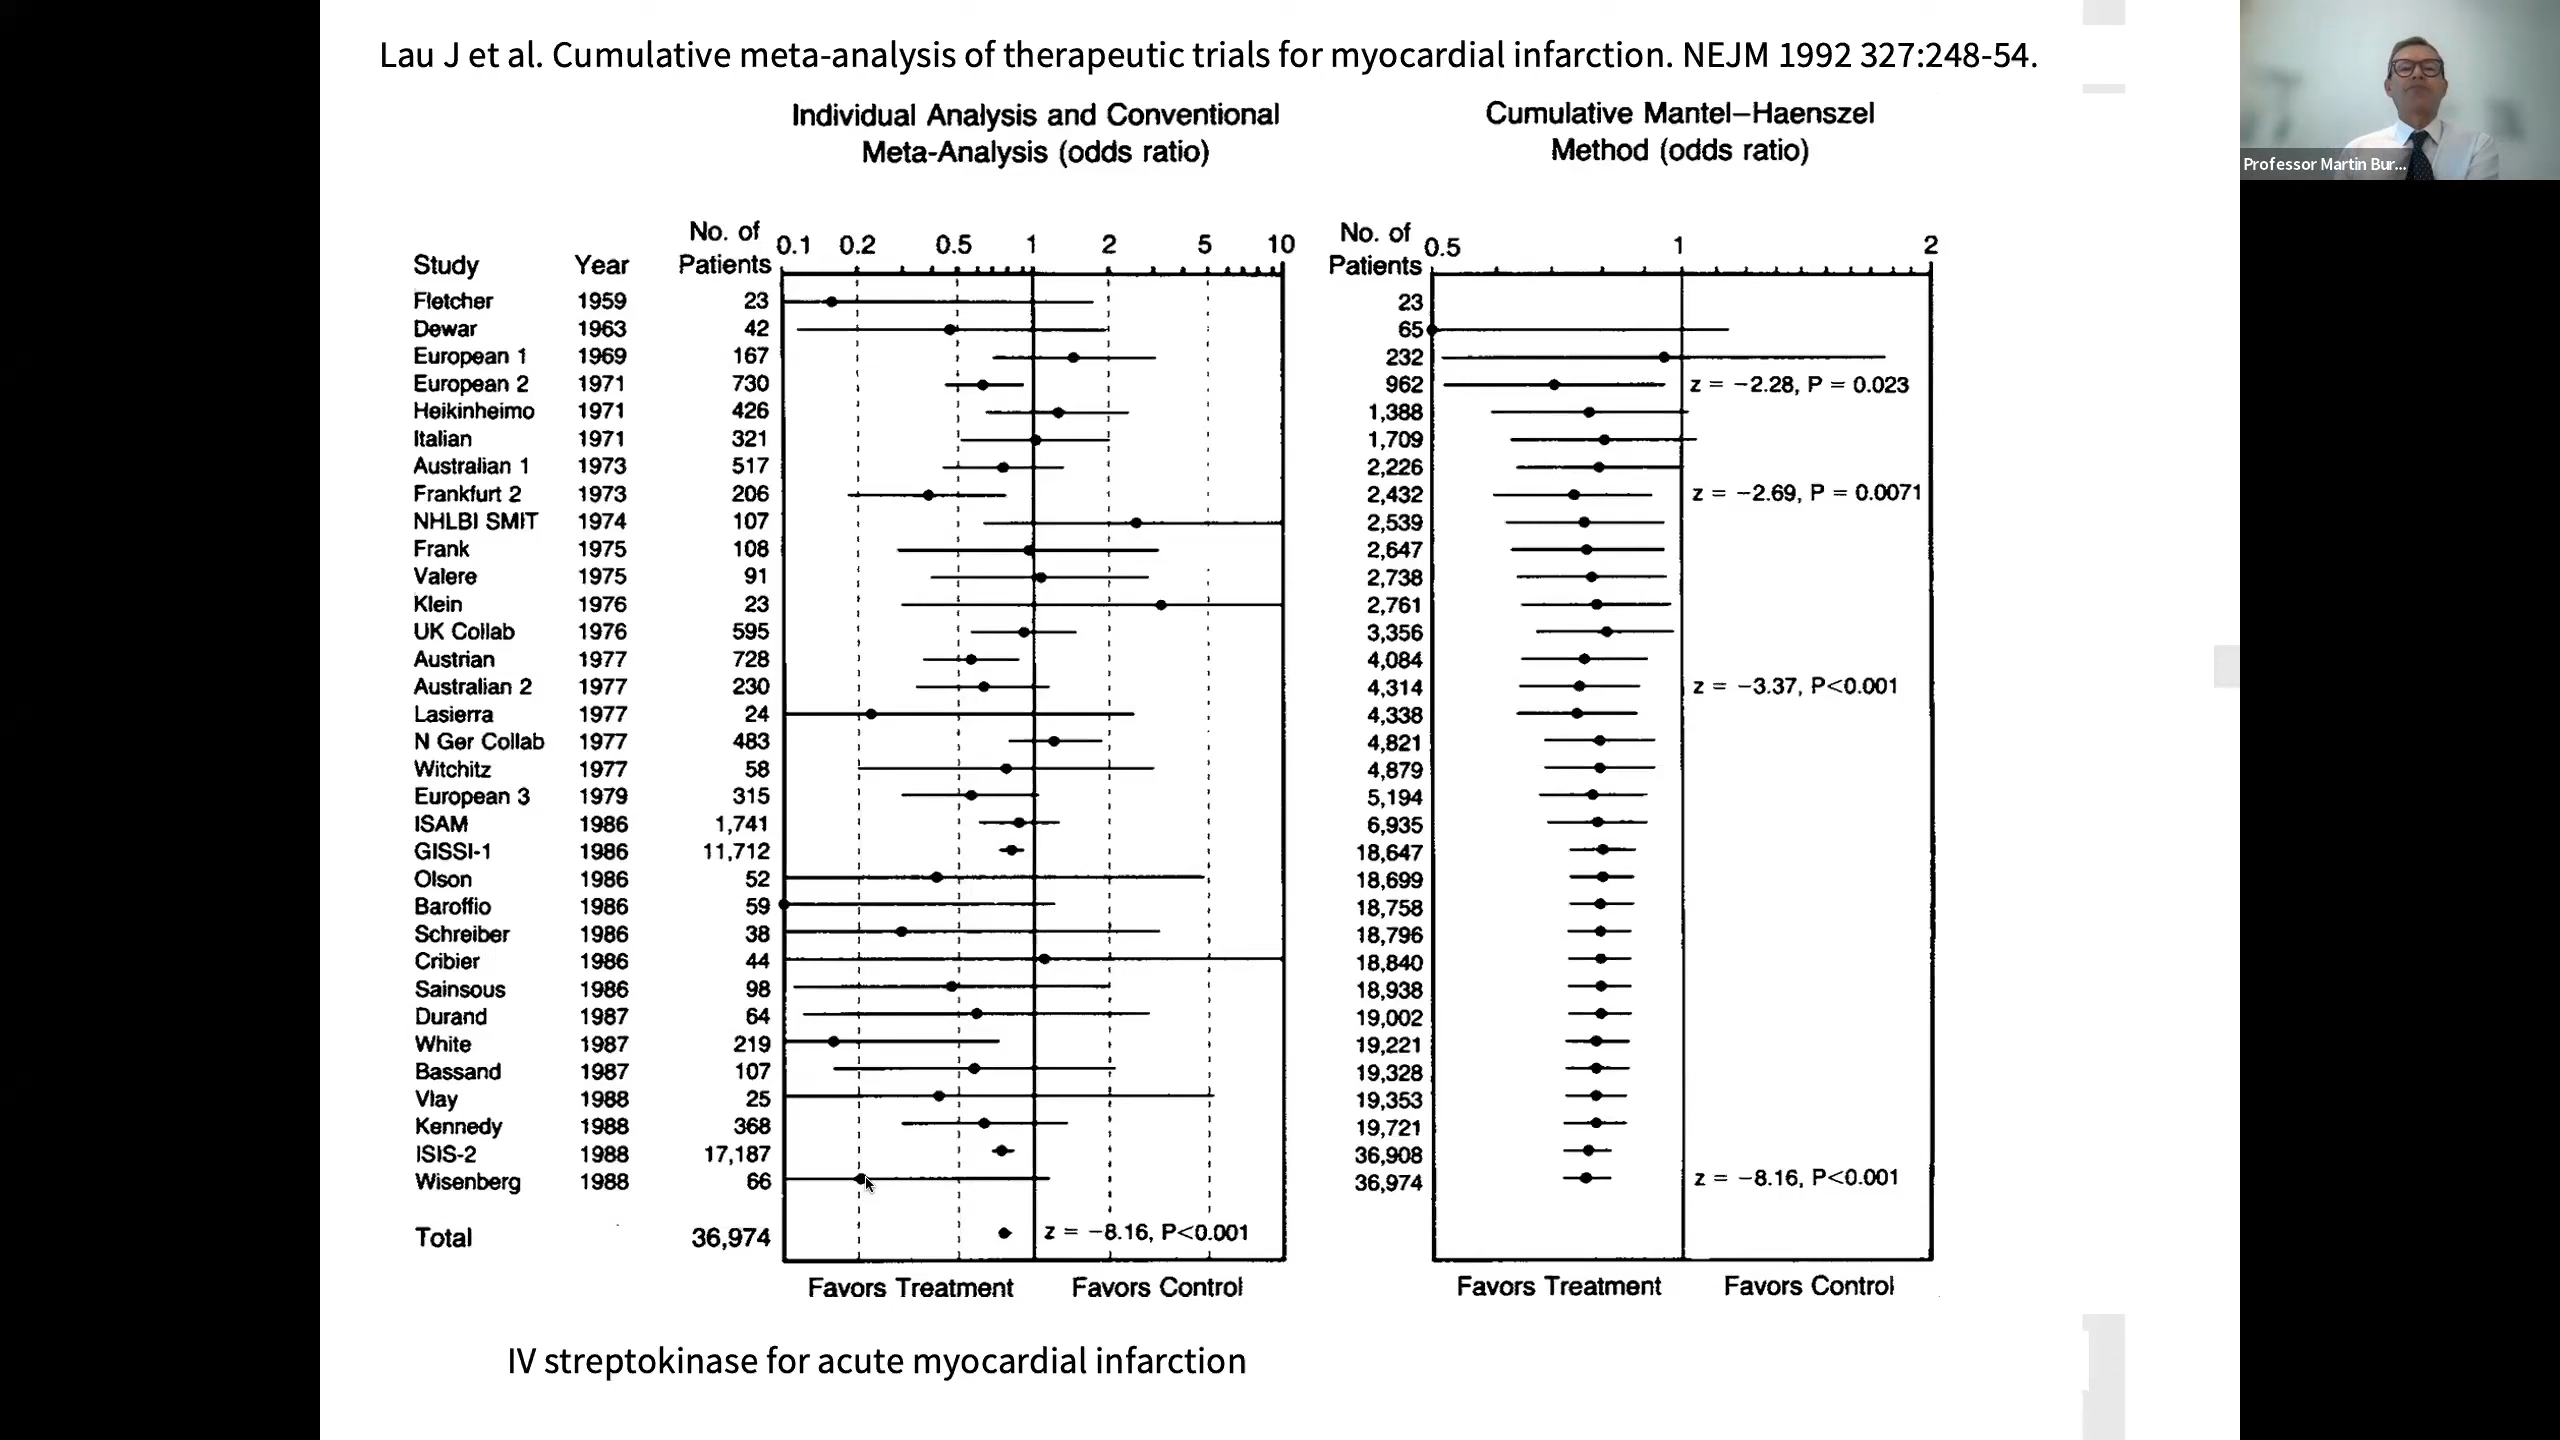 Lau J et al. Cumulative meta-analysis of therapeutic trials for myocardial infarction. NEJM 1992 327:248-54.
Professor Martin Bur...
Individual Analysis and Conventional
Meta-Analysis (odds ratio)
Cumulative Mantel–Haenszel
Method (odds ratio)
Study Year No. of Patients 0.1 0.2 0.5 1 2 5 10 No. of Patients 0.5 1 2
Fletcher 1959 23 23
Dewar 1963 42 65
European 1 1969 167 232
European 2 1971 730 962 z = −2.28, P = 0.023
Heikinheimo 1971 426 1,388
Italian 1971 321 1,709
Australian 1 1973 517 2,226
Frankfurt 2 1973 206 2,432 z = −2.69, P = 0.0071
NHLBI SMIT 1974 107 2,539
Frank 1975 108 2,647
Valere 1975 91 2,738
Klein 1976 23 2,761
UK Collab 1976 595 3,356
Austrian 1977 728 4,084
Australian 2 1977 230 4,314 z = −3.37, P<0.001
Lasierra 1977 24 4,338
N Ger Collab 1977 483 4,821
Witchitz 1977 58 4,879
European 3 1979 315 5,194
ISAM 1986 1,741 6,935
GISSI-1 1986 11,712 18,647
Olson 1986 52 18,699
Baroffio 1986 59 18,758
Schreiber 1986 38 18,796
Cribier 1986 44 18,840
Sainsous 1986 98 18,938
Durand 1987 64 19,002
White 1987 219 19,221
Bassand 1987 107 19,328
Vlay 1988 25 19,353
Kennedy 1988 368 19,721
ISIS-2 1988 17,187 36,908
Wisenberg 1988 66 36,974 z = −8.16, P<0.001
Total 36,974 z = −8.16, P<0.001
Favors Treatment Favors Control Favors Treatment Favors Control
IV streptokinase for acute myocardial infarction